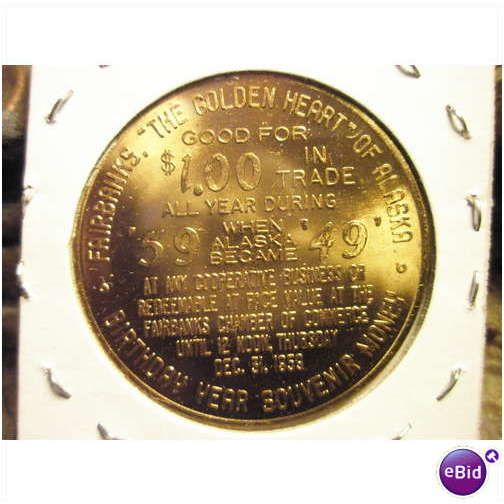 FAIRBANKS, "THE GOLDEN HEART" OF ALASKA.
GOOD FOR
$1.00 IN TRADE
ALL YEAR DURING
"59" WHEN ALASKA BECAME "49"
AT ANY COOPERATIVE BUSINESS OR
REDEEMABLE AT FACE VALUE AT THE
FAIRBANKS CHAMBER OF COMMERCE
UNTIL 12 NOON, THURSDAY
DEC. 31, 1959.
BIRTHDAY YEAR SOUVENIR MONEY
eBid